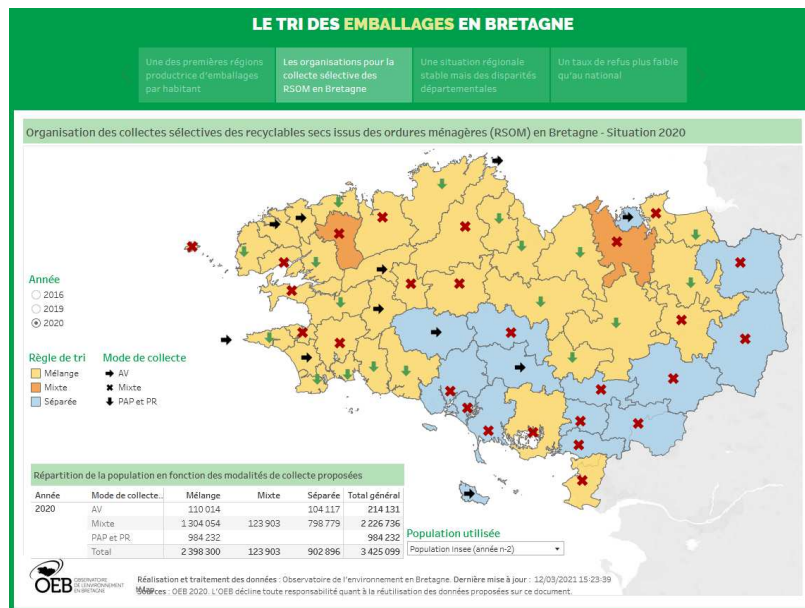 LE TRI DES EMBALLAGES EN BRETAGNE
Une des premières régions
productrice d'emballages
par habitant
Les organisations pour la
collecte sélective des
RSOM en Bretagne
Une situation régionale
stable mais des disparités
départementales
Un taux de refus plus faible
qu'au national
Organisation des collectes sélectives des recyclables secs issus des ordures ménagères (RSOM) en Bretagne - Situation 2020
Année
2016
2019
2020
Règle de tri
Mélange
Mixte
Séparée
Mode de collecte
AV
Mixte
PAP et PR
Répartition de la population en fonction des modalités de collecte proposées
Année Mode de collecte.. Mélange Mixte Séparée Total général
2020 AV 110 014 104 117 214 131
Mixte 1 304 054 123 903 798 779 2 226 736
PAP et PR 984 232 984 232
Total 2 398 300 123 903 902 896 3 425 099
Population utilisée
Population Insee (année n-2)
OEB
OBSERVATOIRE
DE L'ENVIRONNEMENT
EN BRETAGNE
Réalisation et traitement des données : Observatoire de l'environnement en Bretagne. Dernière mise à jour : 12/03/2021 15:23:39
Sources : OEB 2020. L'OEB décline toute responsabilité quant à la réutilisation des données proposées sur ce document.